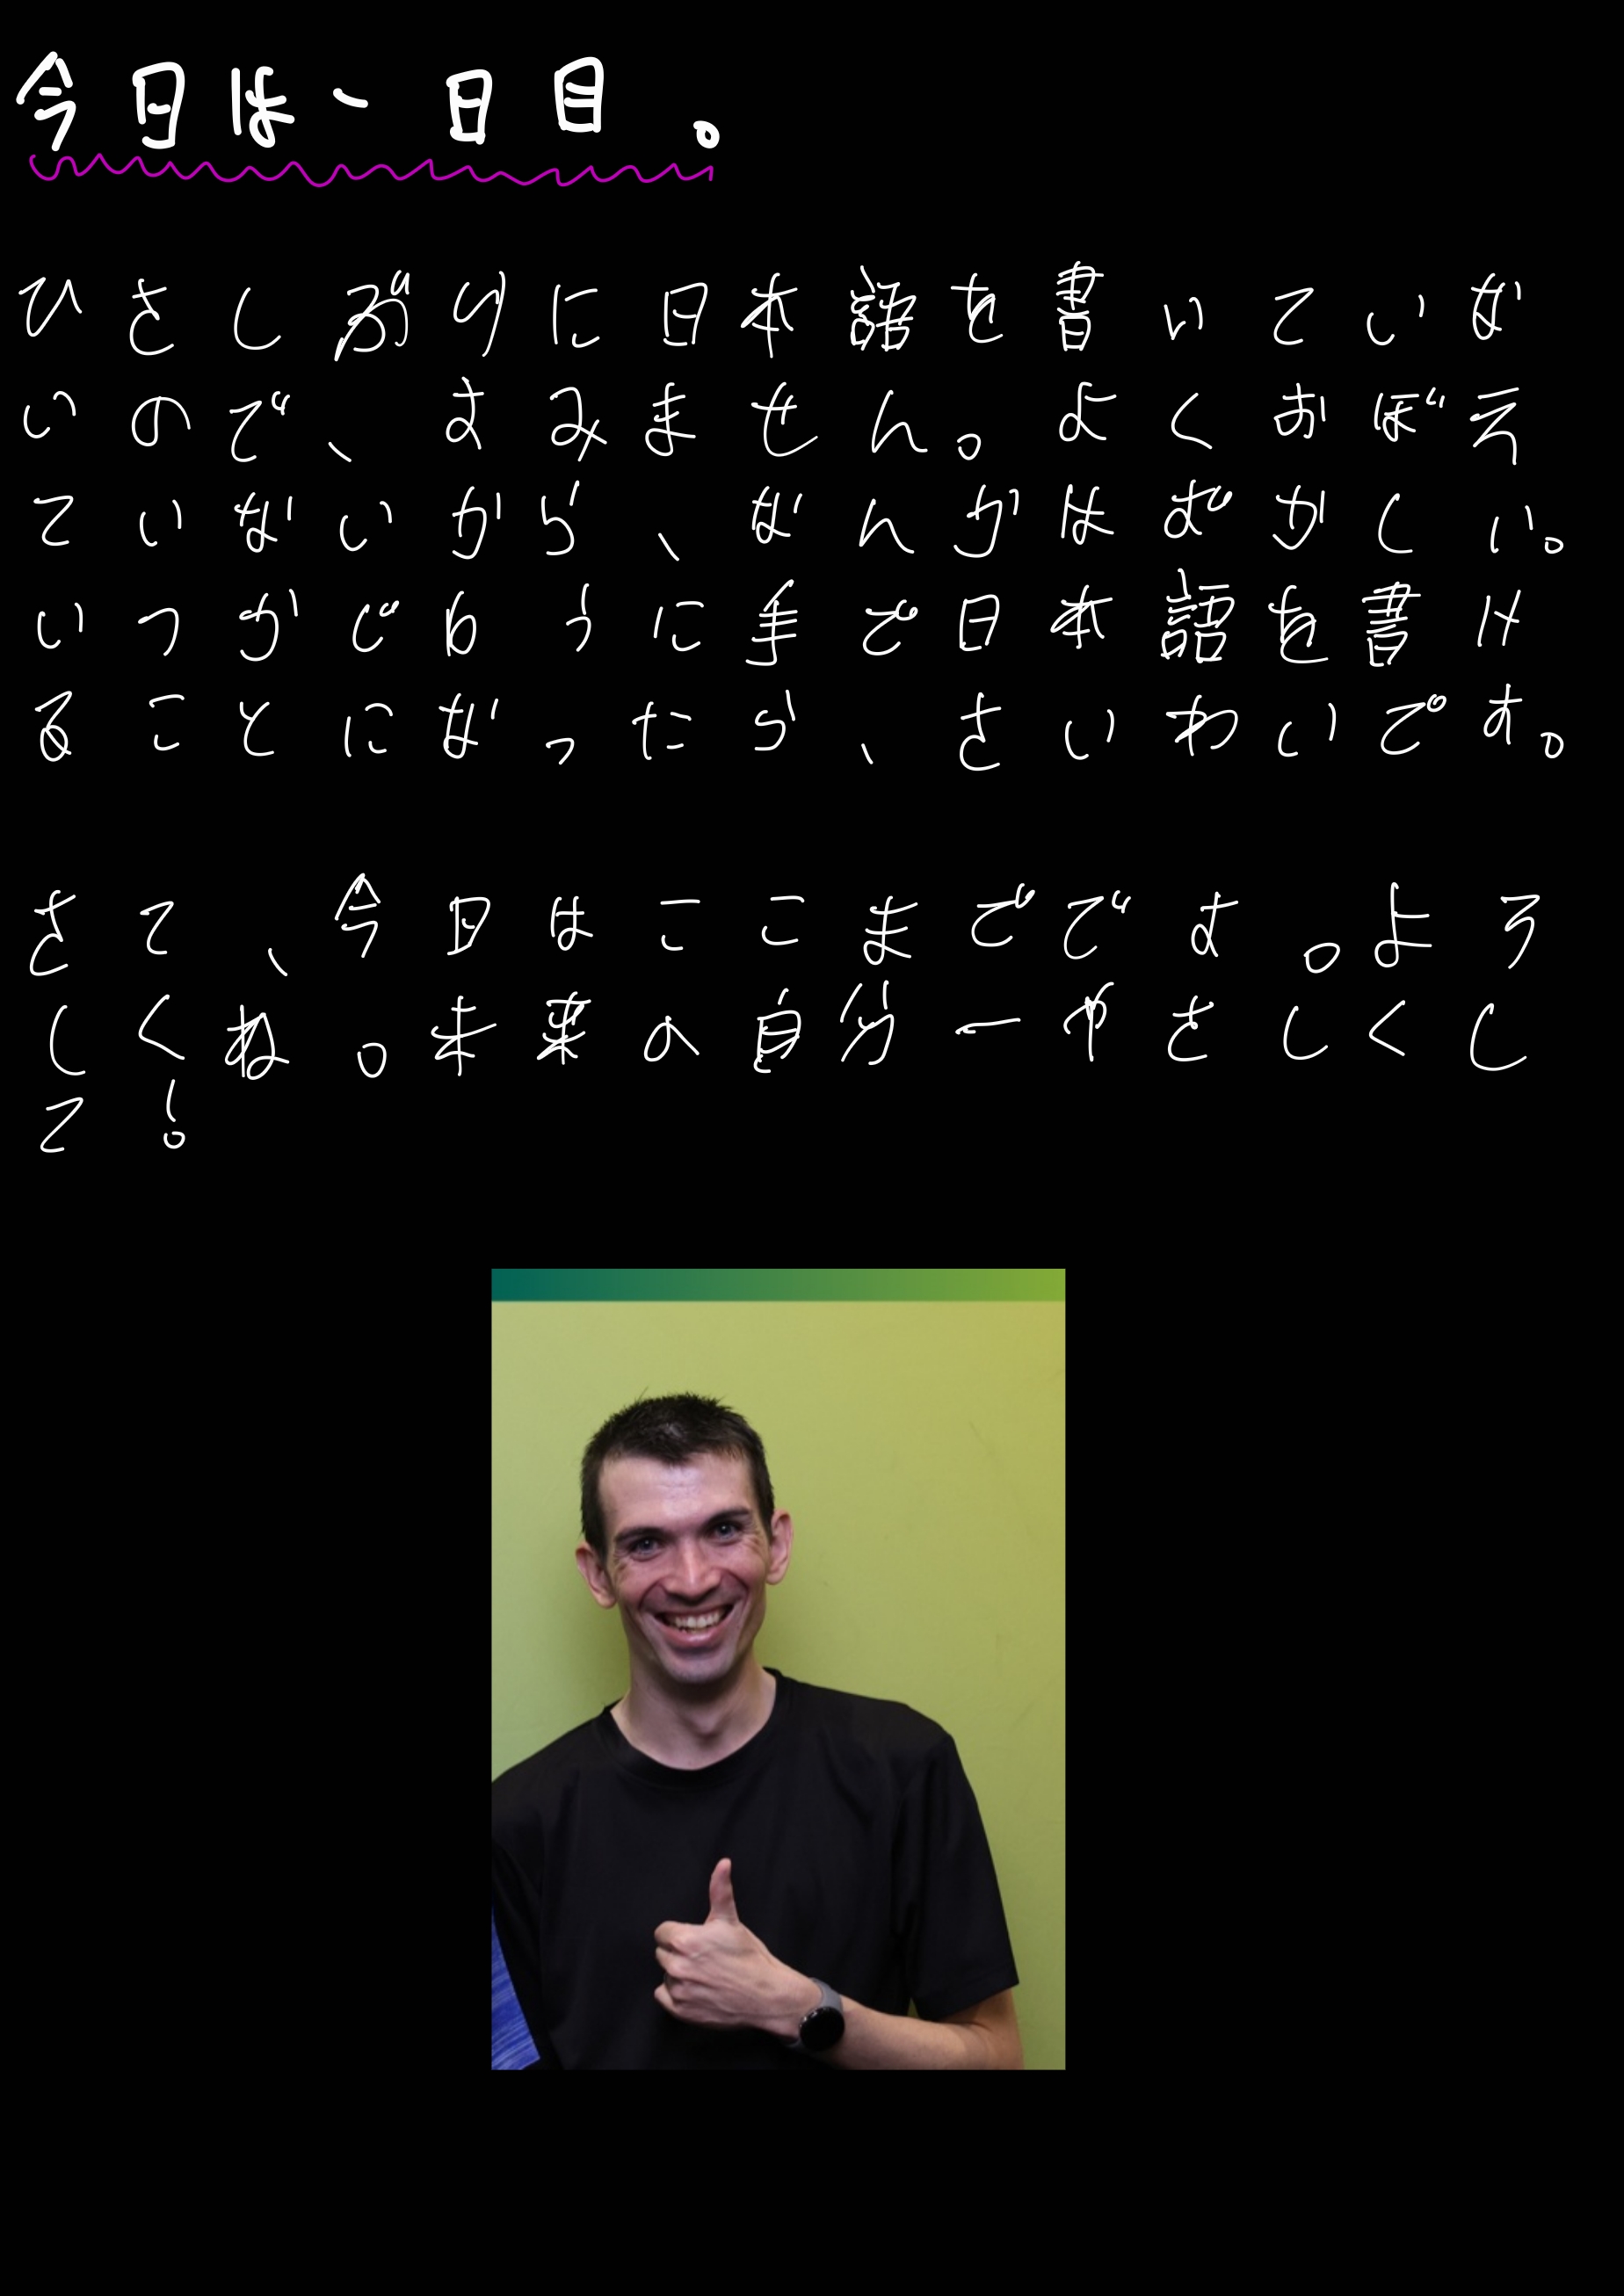 今日は一日目。
ひさしぶりに日本語を書いていな
いので、すみません。よくおぼえ
ていないから、なんかはずかしい。
いつかじもうに手で日本語を書け
ることになったら、さいわいです。
さて、今日はここまでです。よろ
しくね。未来の自分ーやさしくし
て!